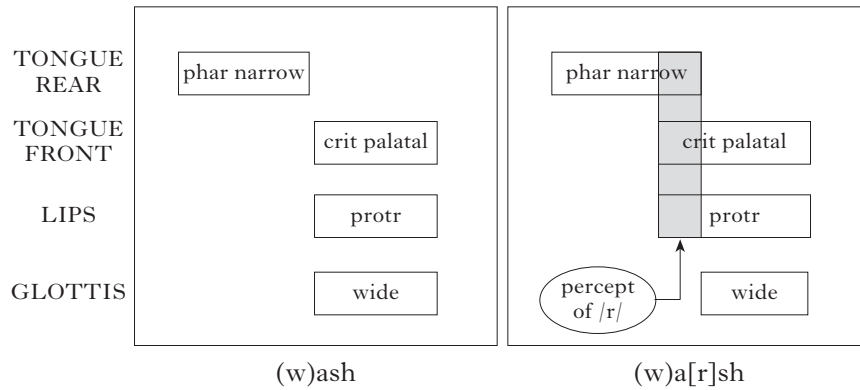 TONGUE
REAR
phar narrow
phar narrow
TONGUE
FRONT
crit palatal
crit palatal
LIPS
protr
protr
GLOTTIS
wide
percept
of /r/
wide
(w)ash
(w)a[r]sh